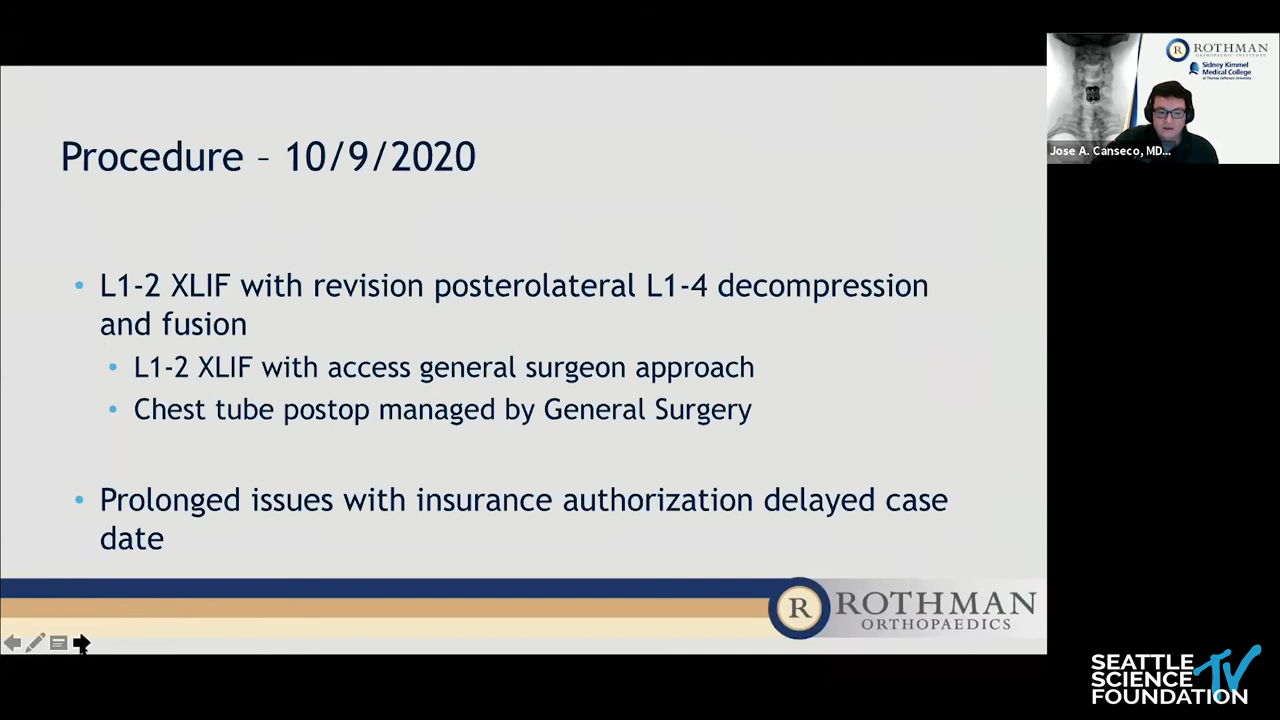 Procedure – 10/9/2020
• L1-2 XLIF with revision posterolateral L1-4 decompression
and fusion
• L1-2 XLIF with access general surgeon approach
• Chest tube postop managed by General Surgery
• Prolonged issues with insurance authorization delayed case
date
R ROTHMAN
ORTHOPAEDICS
R ROTHMAN
ORTHOPAEDIC INSTITUTE
Sidney Kimmel
Medical College
at Thomas Jefferson University
Jose A. Canseco, MD...
SEATTLE
SCIENCE TV
FOUNDATION